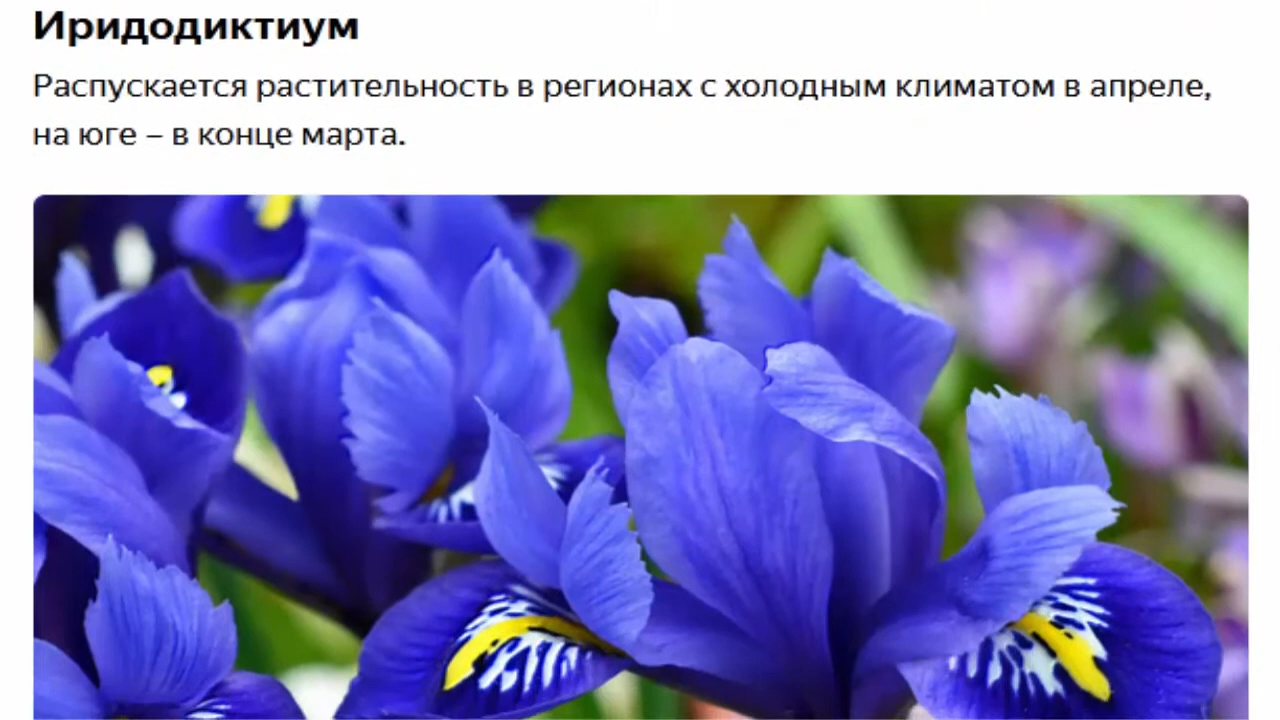 Иридодиктиум
Распускается растительность в регионах с холодным климатом в апреле,
на юге – в конце марта.